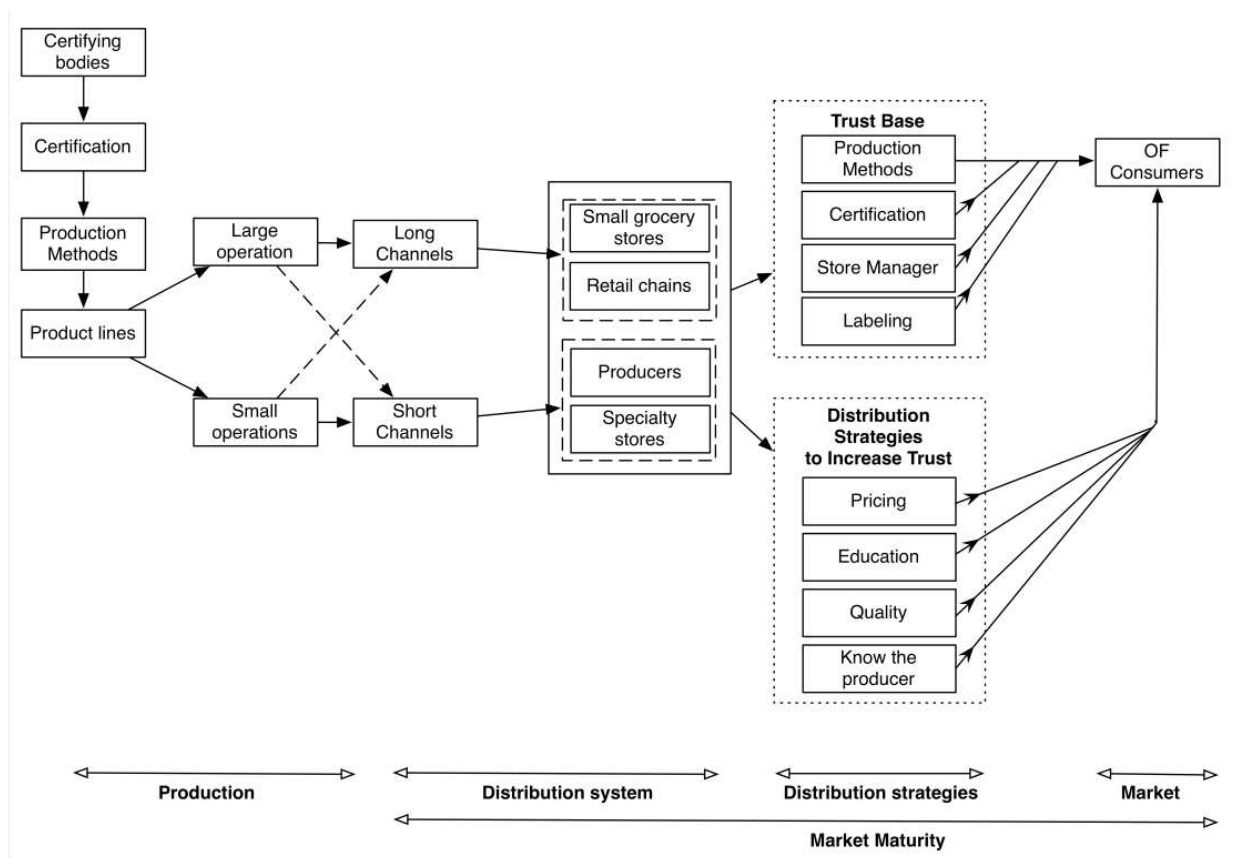 Certifying
bodies
Certification
Production
Methods
Product lines
Large
operation
Small
operations
Long
Channels
Short
Channels
Small grocery
stores
Retail chains
Producers
Specialty
stores
Trust Base
Production
Methods
Certification
Store Manager
Labeling
Distribution
Strategies
to Increase Trust
Pricing
Education
Quality
Know the
producer
OF
Consumers
Production
Distribution system
Distribution strategies
Market
Market Maturity